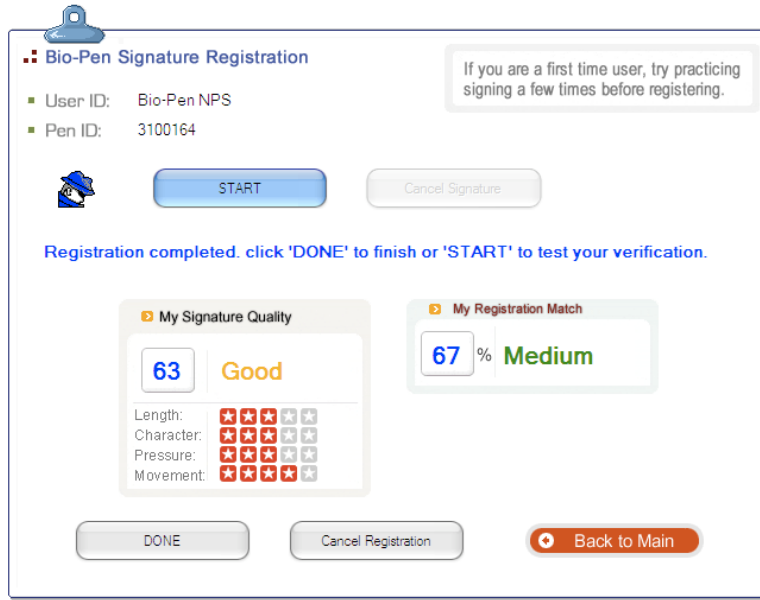 Bio-Pen Signature Registration
If you are a first time user, try practicing
signing a few times before registering.
User ID: Bio-Pen NPS
Pen ID: 3100164
START
Cancel Signature
Registration completed. click 'DONE' to finish or 'START' to test your verification.
My Signature Quality
63 Good
Length:
Character:
Pressure:
Movement:
My Registration Match
67 % Medium
DONE
Cancel Registration
Back to Main